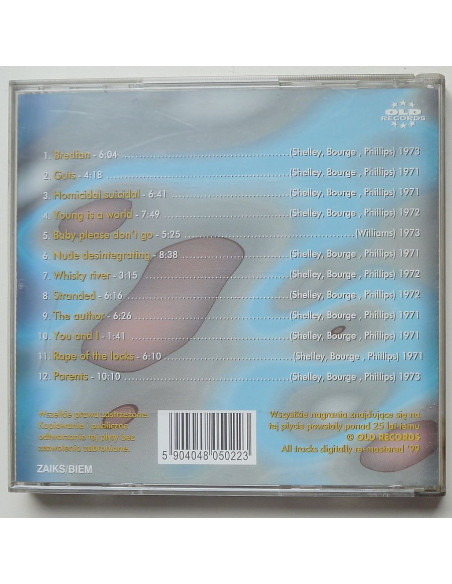 OLD
RECORDS
1. Bredfan - 6:04 (Shelley, Bourge , Phillips) 1973
2. Guts - 4:18 (Shelley, Bourge , Phillips) 1971
3. Homicidal suicidal - 6:41 (Shelley, Bourge , Phillips) 1971
4. Young is a world - 7:49 (Shelley, Bourge , Phillips) 1972
5. Baby please don't go - 5:25 (Williams) 1973
6. Nude desintegrating - 8:38 (Shelley, Bourge , Phillips) 1971
7. Whisky river - 3:15 (Shelley, Bourge , Phillips) 1972
8. Stranded - 6:16 (Shelley, Bourge , Phillips) 1972
9. The author - 6:26 (Shelley, Bourge , Phillips) 1971
10. You and I - 1:41 (Shelley, Bourge , Phillips) 1971
11. Rape of the locks - 6:10 (Shelley, Bourge , Phillips) 1971
12. Parents - 10:10 (Shelley, Bourge , Phillips) 1973
Wszelkie prawa zastrzeżone.
Kopiowanie - publiczne
odtwarzanie tej płyty bez
zezwolenia zabronione.
5 904048 050223
Wszystkie nagrania znajdujące się na
tej płycie powstały ponad 25 lat temu
© OLD RECORDS
All tracks digitally re-mastered '99
ZAIKS/BIEM